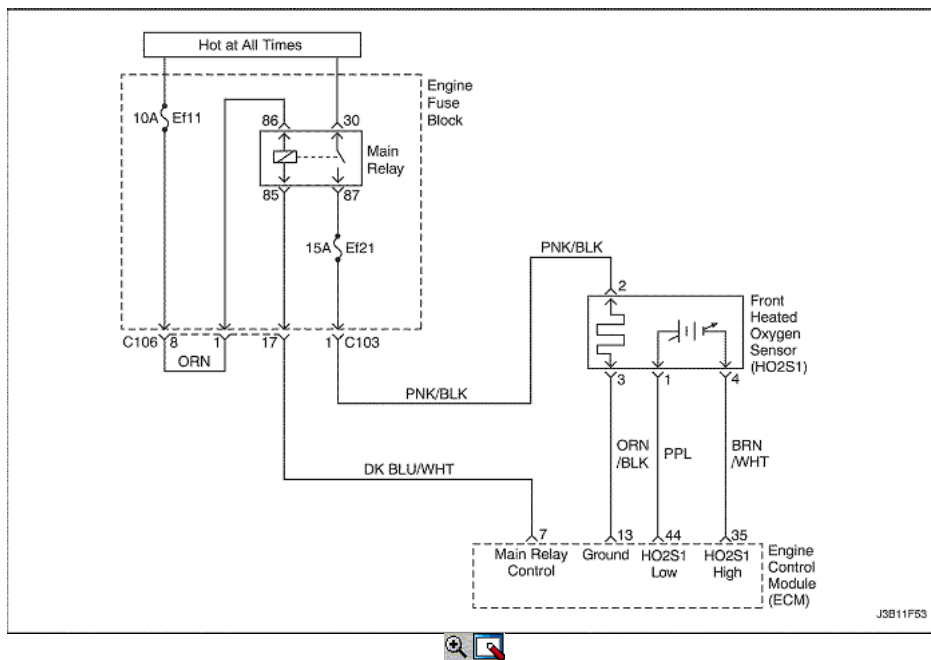 Hot at All Times
Engine
Fuse
Block
10A Ef11
86 30
Main
Relay
85 87
15A Ef21
C106 8 1 17 1 C103
ORN
PNK/BLK
PNK/BLK
2
Front
Heated
Oxygen
Sensor
(HO2S1)
3 1 4
ORN
/BLK
PPL
BRN
/WHT
DK BLU/WHT
7 13 44 35
Main Relay
Control
Ground
HO2S1
Low
HO2S1
High
Engine
Control
Module
(ECM)
J3B11F53